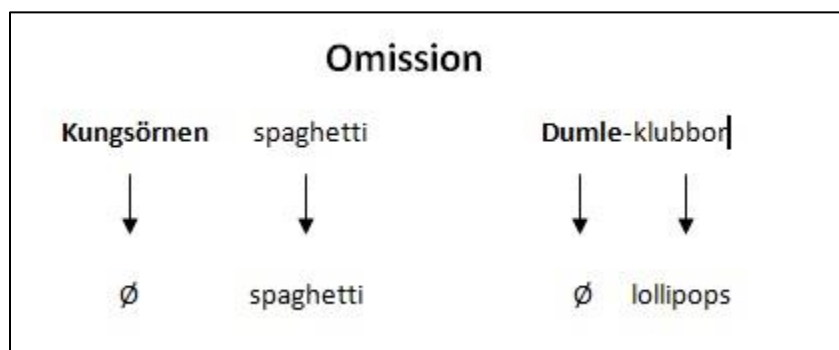 Omission
Kungsörnen spaghetti Dumle-klubbor
Ø spaghetti Ø lollipops